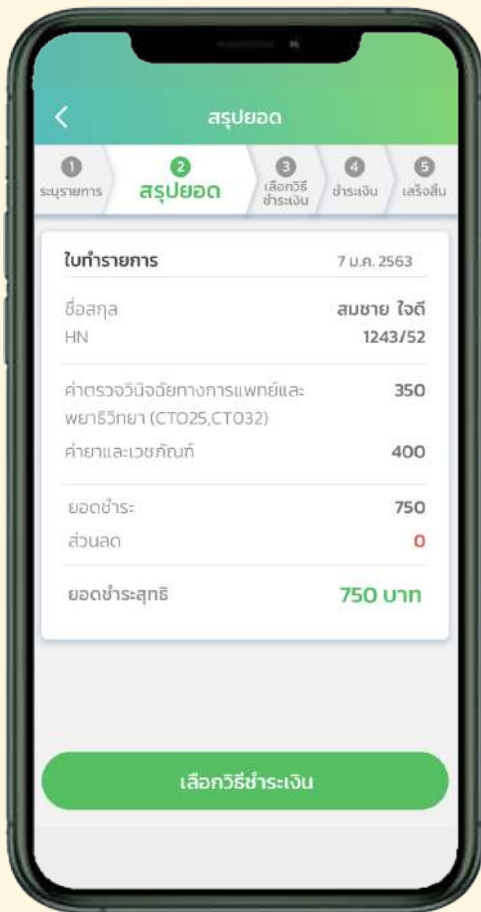 สรุปยอด
1
ระบุรายการ
2
สรุปยอด
3
เลือกวิธี
ชำระเงิน
4
ชำระเงิน
5
เสร็จสิ้น
ใบทำรายการ 7 ม.ค. 2563
ชื่อสกุล สมชาย ใจดี
HN 1243/52
ค่าตรวจวินิจฉัยทางการแพทย์และ 350
พยาธิวิทยา (CTO25,CTO32)
ค่ายาและเวชภัณฑ์ 400
ยอดชำระ 750
ส่วนลด 0
ยอดชำระสุทธิ 750 บาท
เลือกวิธีชำระเงิน